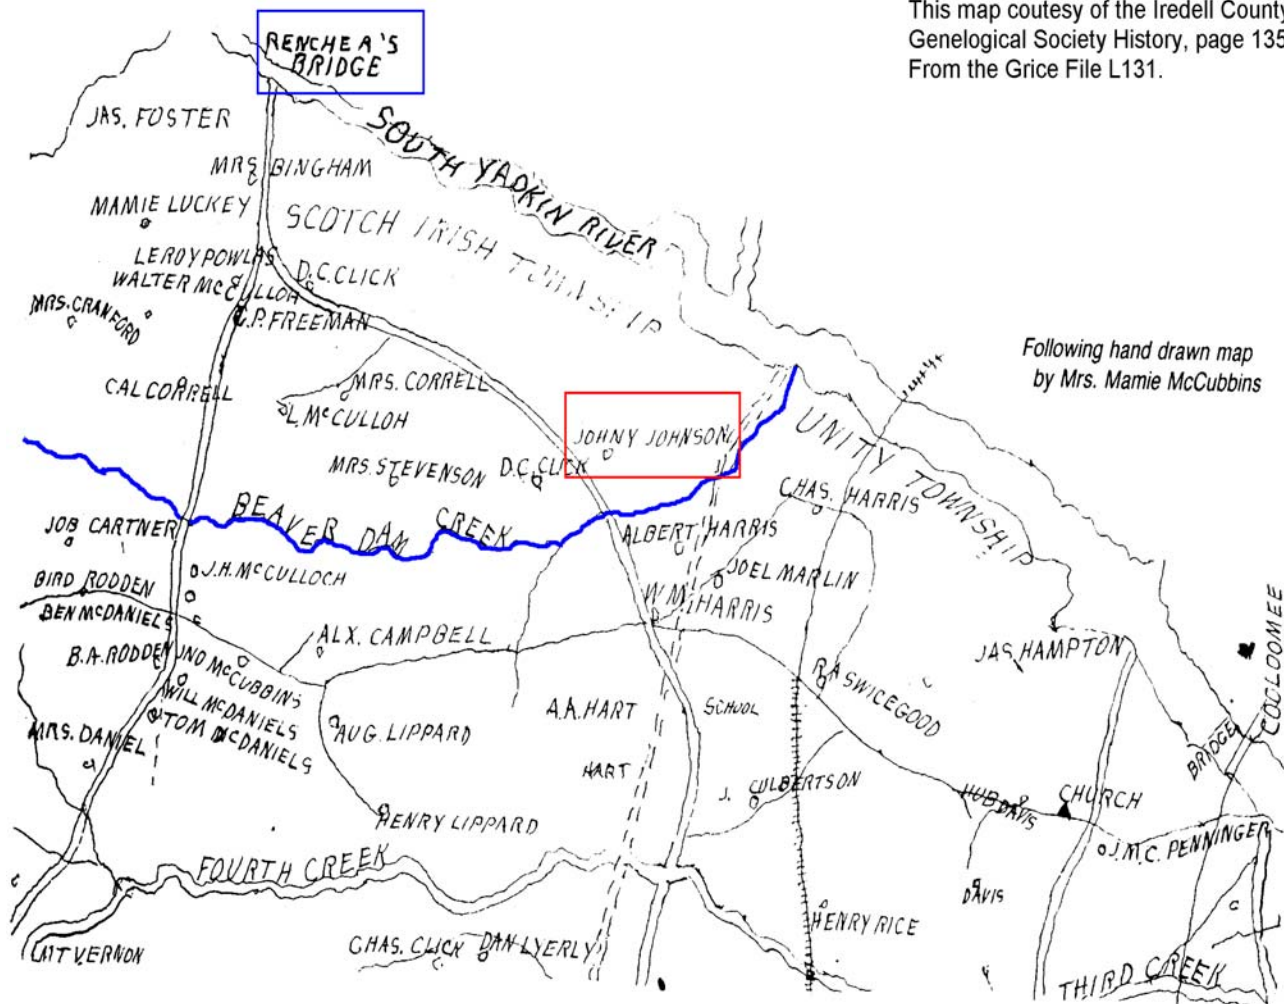 This map coutesy of the Iredell County
Genelogical Society History, page 135
From the Grice File L131.
RENCHEA'S
BRIDGE
JAS. FOSTER
SOUTH YADKIN RIVER
MRS BINGHAM
MAMIE LUCKEY
SCOTCH IRISH TOWNSHIP
LEROY POWLAS
D.C. CLICK
WALTER McCULLOH
MRS. CRANFORD
.P. FREEMAN
Following hand drawn map
by Mrs. Mamie McCubbins
CAL CORRELL
MRS. CORRELL
L. McCULLOH
JOHNY JOHNSON
UNITY TOWNSHIP
MRS. STEVENSON
D.C. CLICK
CHAS. HARRIS
BEAVER DAM CREEK
JOB CARTNER
ALBERT HARRIS
J.H. McCULLOCH
JOEL MARLIN
BIRD RODDEN
WM. HARRIS
BEN McDANIELS
COOLOOMEE
ALX. CAMPBELL
JAS. HAMPTON
B.A. RODDEN
JNO McCUBBINS
R A SWICEGOOD
WILL McDANIELS
A.A. HART
SCHOOL
TOM McDANIELS
MRS. DANIEL
AUG. LIPPARD
BRIDGE
HART
J. CULBERTSON
HUB DAVIS
CHURCH
HENRY LIPPARD
J.M.C. PENNINGER
FOURTH CREEK
DAVIS
HENRY RICE
MT VERNON
CHAS. CLICK
DAN LYERLY
THIRD CREEK